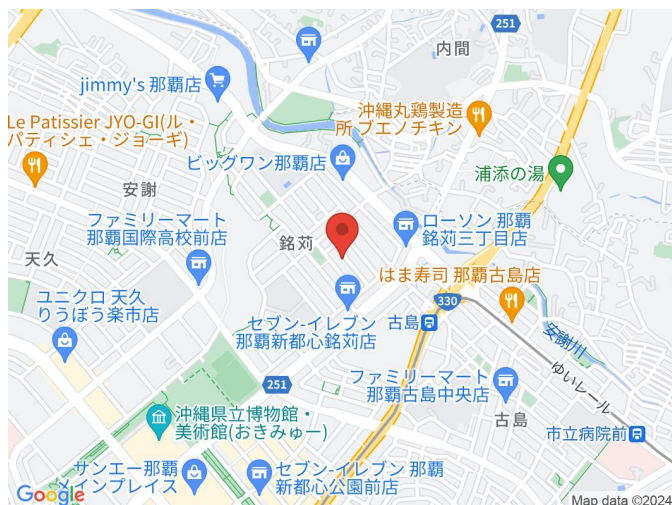 251
内間
jimmy's 那覇店
沖縄丸鶏製造
所 ブエノチキン
Le Patissier JYO-GI(ル・
パティシェ・ジョーギ)
ビッグワン那覇店
浦添の湯
安謝
ファミリーマート
那覇国際高校前店
銘苅
ローソン 那覇
銘苅三丁目店
天久
はま寿司 那覇古島店
ユニクロ 天久
りうぼう楽市店
330
セブン-イレブン
那覇新都心銘苅店
古島
安謝川
ゆいレール
251
ファミリーマート
那覇古島中央店
沖縄県立博物館・
美術館(おきみゅー)
古島
市立病院前
サンエー那覇
メインプレイス
セブン-イレブン 那覇
新都心公園前店
Google
Map data ©2024